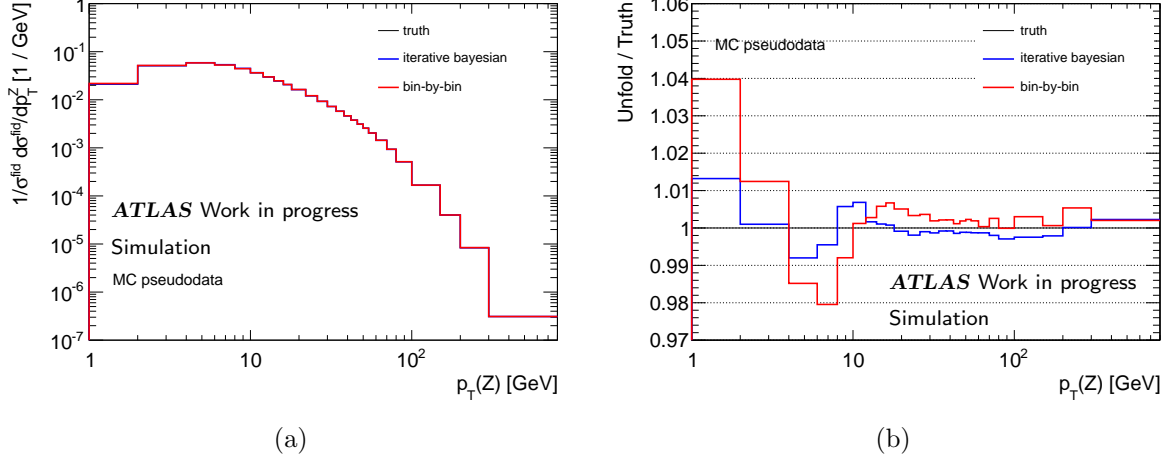 1/σ^fid dσ^fid/dp_T^Z [1 / GeV]
10^-1
10^-2
10^-3
10^-4
10^-5
10^-6
10^-7
truth
iterative bayesian
bin-by-bin
ATLAS Work in progress
Simulation
MC pseudodata
1
10
10^2
p_T(Z) [GeV]
(a)
Unfold / Truth
1.06
1.05
1.04
1.03
1.02
1.01
1
0.99
0.98
0.97
MC pseudodata
truth
iterative bayesian
bin-by-bin
ATLAS Work in progress
Simulation
1
10
10^2
p_T(Z) [GeV]
(b)